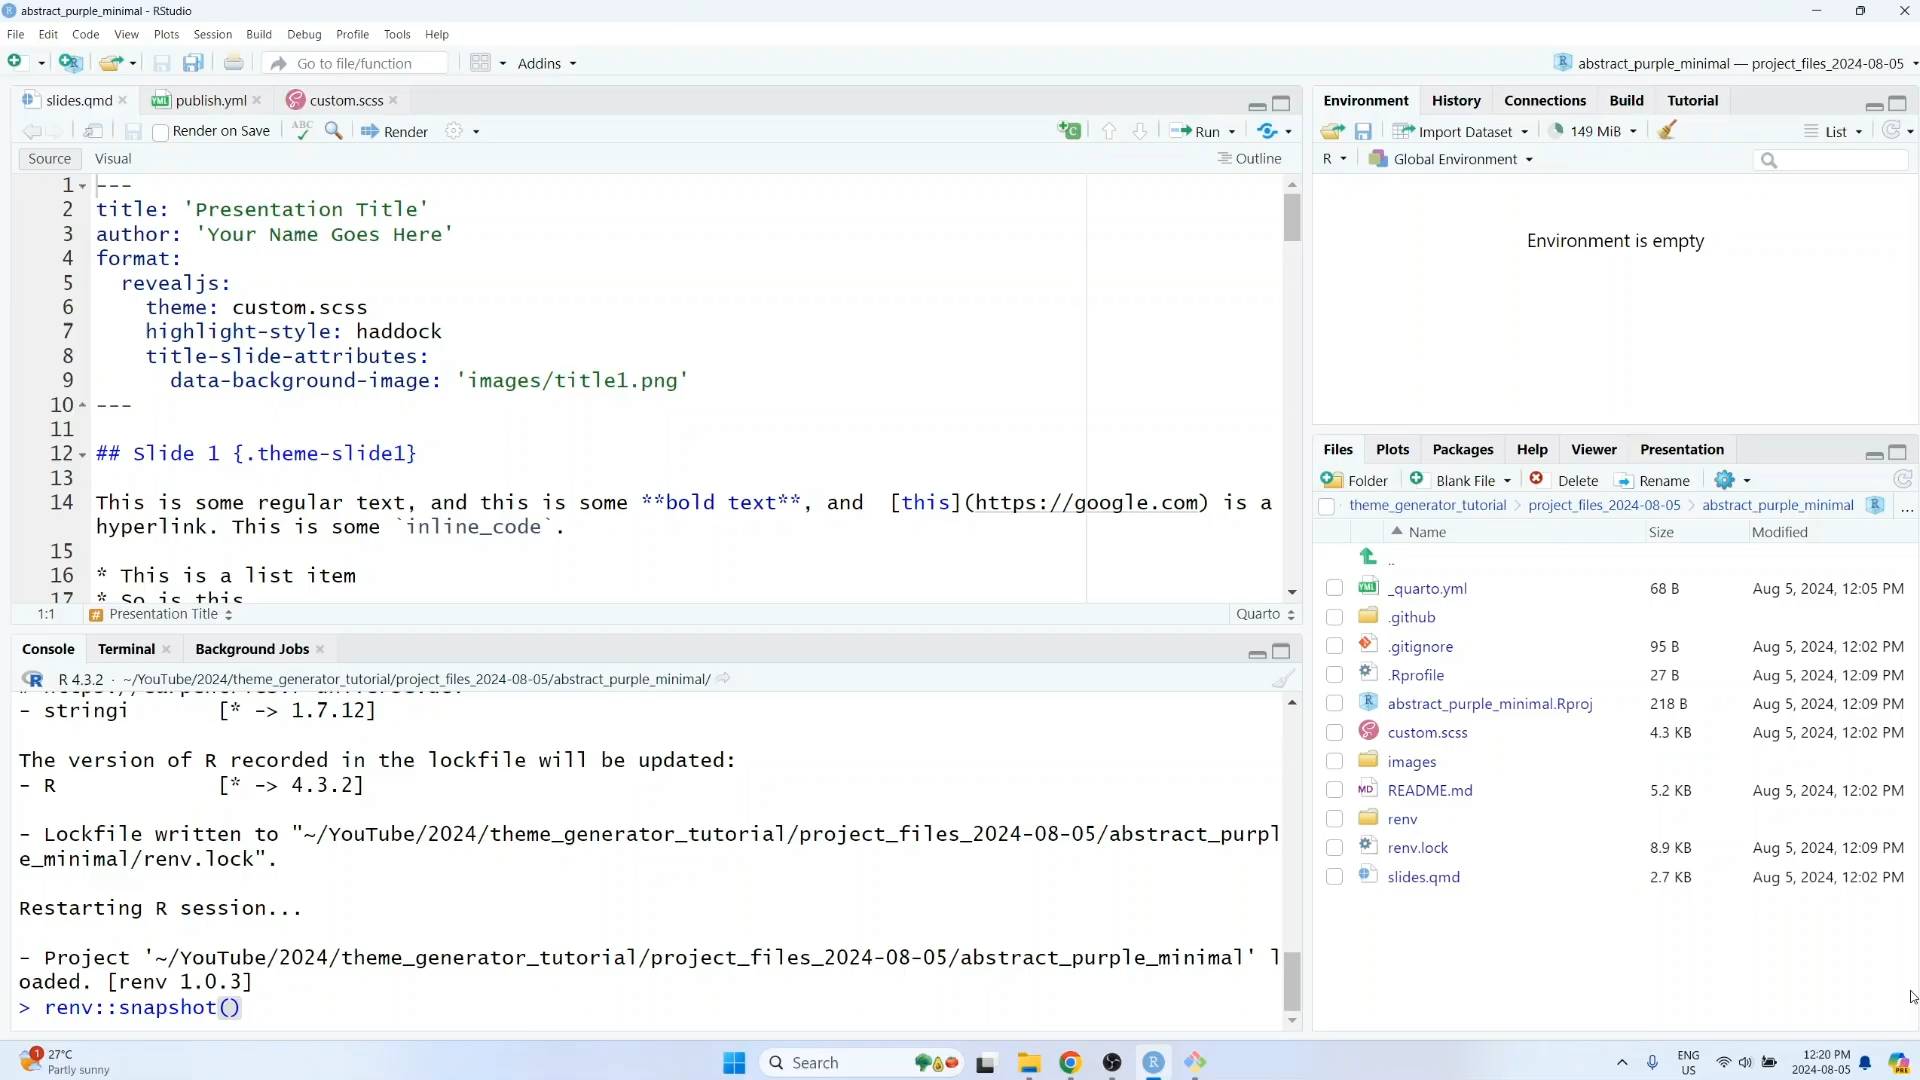 abstract_purple_minimal - RStudio
File Edit Code View Plots Session Build Debug Profile Tools Help
Go to file/function Addins abstract_purple_minimal — project_files_2024-08-05
slides.qmd publish.yml custom.scss
Render on Save ABC Render Run
Source Visual Outline
1 ---
2 title: 'Presentation Title'
3 author: 'Your Name Goes Here'
4 format:
5 revealjs:
6 theme: custom.scss
7 highlight-style: haddock
8 title-slide-attributes:
9 data-background-image: 'images/title1.png'
10 ---
11
12 ## Slide 1 {.theme-slide1}
13
14 This is some regular text, and this is some **bold text**, and [this](https://google.com) is a
hyperlink. This is some `inline_code`.
15
16 * This is a list item
17 * So is this
1:1 # Presentation Title Quarto
Console Terminal Background Jobs
R 4.3.2 · ~/YouTube/2024/theme_generator_tutorial/project_files_2024-08-05/abstract_purple_minimal/
- stringi [* -> 1.7.12]
The version of R recorded in the lockfile will be updated:
- R [* -> 4.3.2]
- Lockfile written to "~/YouTube/2024/theme_generator_tutorial/project_files_2024-08-05/abstract_purpl
e_minimal/renv.lock".
Restarting R session...
- Project '~/YouTube/2024/theme_generator_tutorial/project_files_2024-08-05/abstract_purple_minimal' l
oaded. [renv 1.0.3]
> renv::snapshot()
Environment History Connections Build Tutorial
Import Dataset 149 MiB List
R Global Environment
Environment is empty
Files Plots Packages Help Viewer Presentation
Folder Blank File Delete Rename
theme_generator_tutorial project_files_2024-08-05 abstract_purple_minimal R ...
Name Size Modified
..
YML _quarto.yml 68 B Aug 5, 2024, 12:05 PM
.github
.gitignore 95 B Aug 5, 2024, 12:02 PM
.Rprofile 27 B Aug 5, 2024, 12:09 PM
abstract_purple_minimal.Rproj 218 B Aug 5, 2024, 12:09 PM
custom.scss 4.3 KB Aug 5, 2024, 12:02 PM
images
MD README.md 5.2 KB Aug 5, 2024, 12:02 PM
renv
renv.lock 8.9 KB Aug 5, 2024, 12:09 PM
slides.qmd 2.7 KB Aug 5, 2024, 12:02 PM
1 27°C
Partly sunny
Search
ENG
US
12:20 PM
2024-08-05
PRE